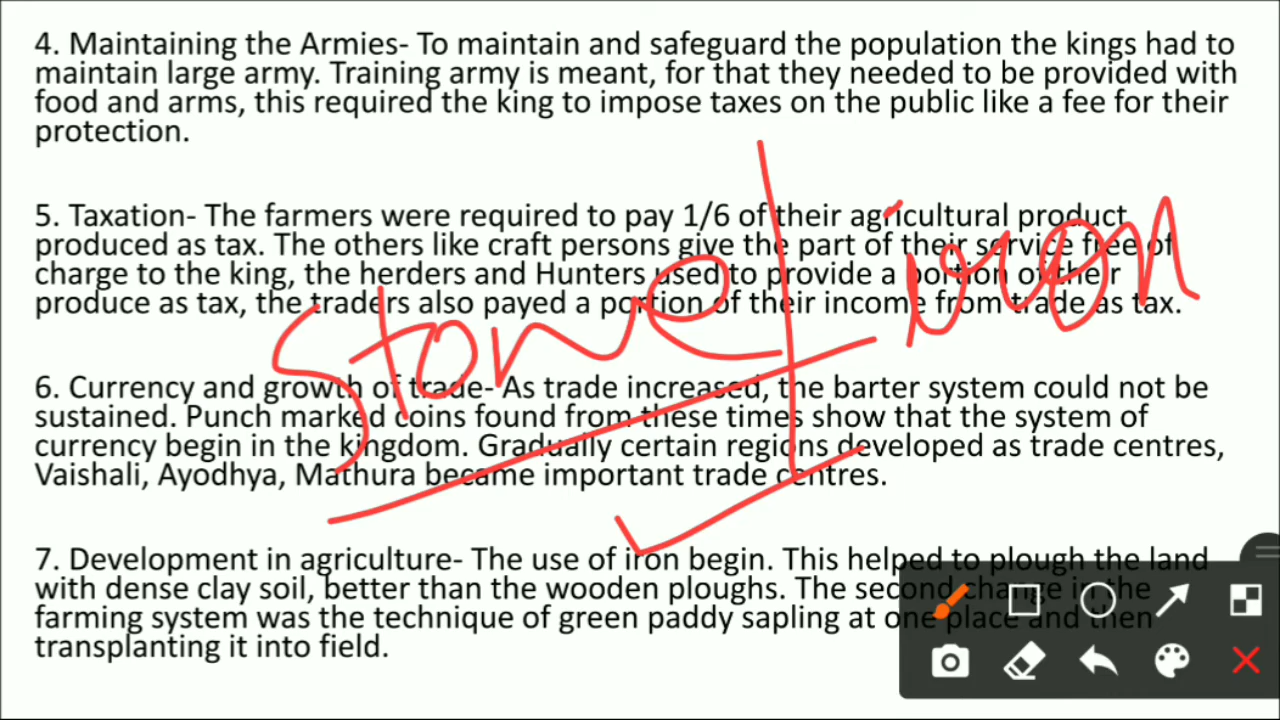 4. Maintaining the Armies- To maintain and safeguard the population the kings had to
maintain large army. Training army is meant, for that they needed to be provided with
food and arms, this required the king to impose taxes on the public like a fee for their
protection.
5. Taxation- The farmers were required to pay 1/6 of their agricultural product
produced as tax. The others like craft persons give the part of their service free of
charge to the king, the herders and Hunters used to provide a portion of their
produce as tax, the traders also payed a portion of their income from trade as tax.
stone iron
6. Currency and growth of trade- As trade increased, the barter system could not be
sustained. Punch marked coins found from these times show that the system of
currency begin in the kingdom. Gradually certain regions developed as trade centres,
Vaishali, Ayodhya, Mathura became important trade centres.
7. Development in agriculture- The use of iron begin. This helped to plough the land
with dense clay soil, better than the wooden ploughs. The second change in the
farming system was the technique of green paddy sapling at one place and then
transplanting it into field.